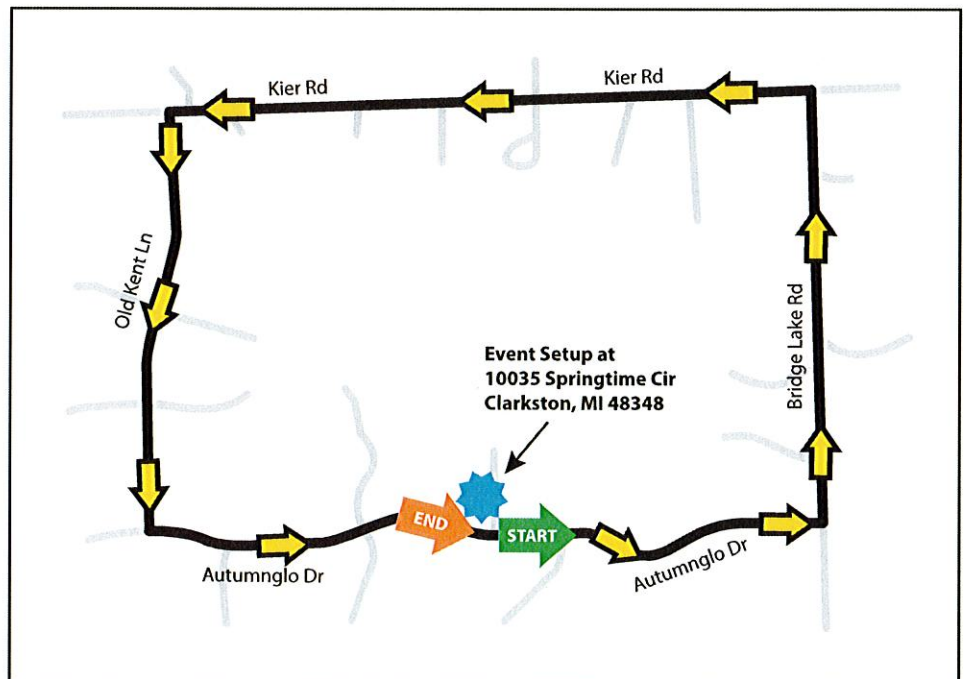 Kier Rd
Kier Rd
Old Kent Ln
Bridge Lake Rd
Event Setup at
10035 Springtime Cir
Clarkston, MI 48348
END
START
Autumnglo Dr
Autumnglo Dr